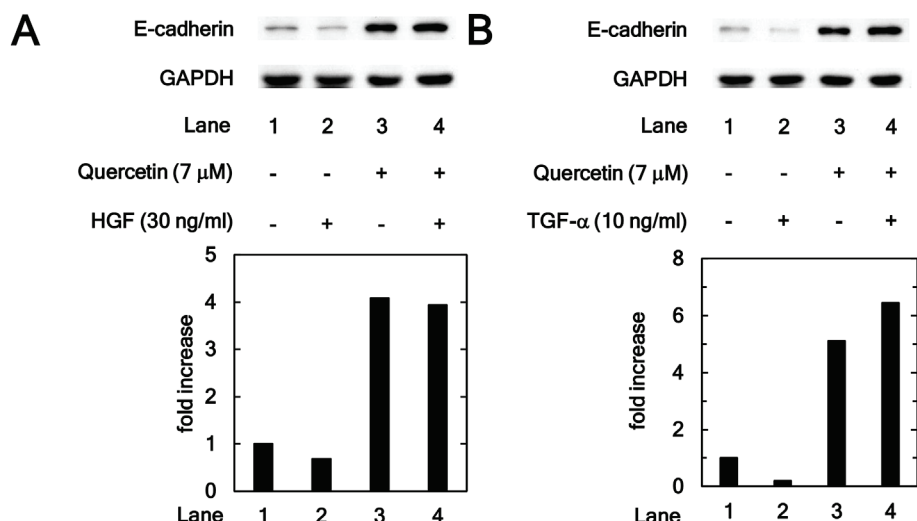 A
E-cadherin
GAPDH
Lane 1 2 3 4
Quercetin (7 μM) - - + +
HGF (30 ng/ml) - + - +
5
4
3
2
1
0
fold increase
Lane 1 2 3 4
B
E-cadherin
GAPDH
Lane 1 2 3 4
Quercetin (7 μM) - - + +
TGF-α (10 ng/ml) - + - +
8
6
4
2
0
fold increase
Lane 1 2 3 4